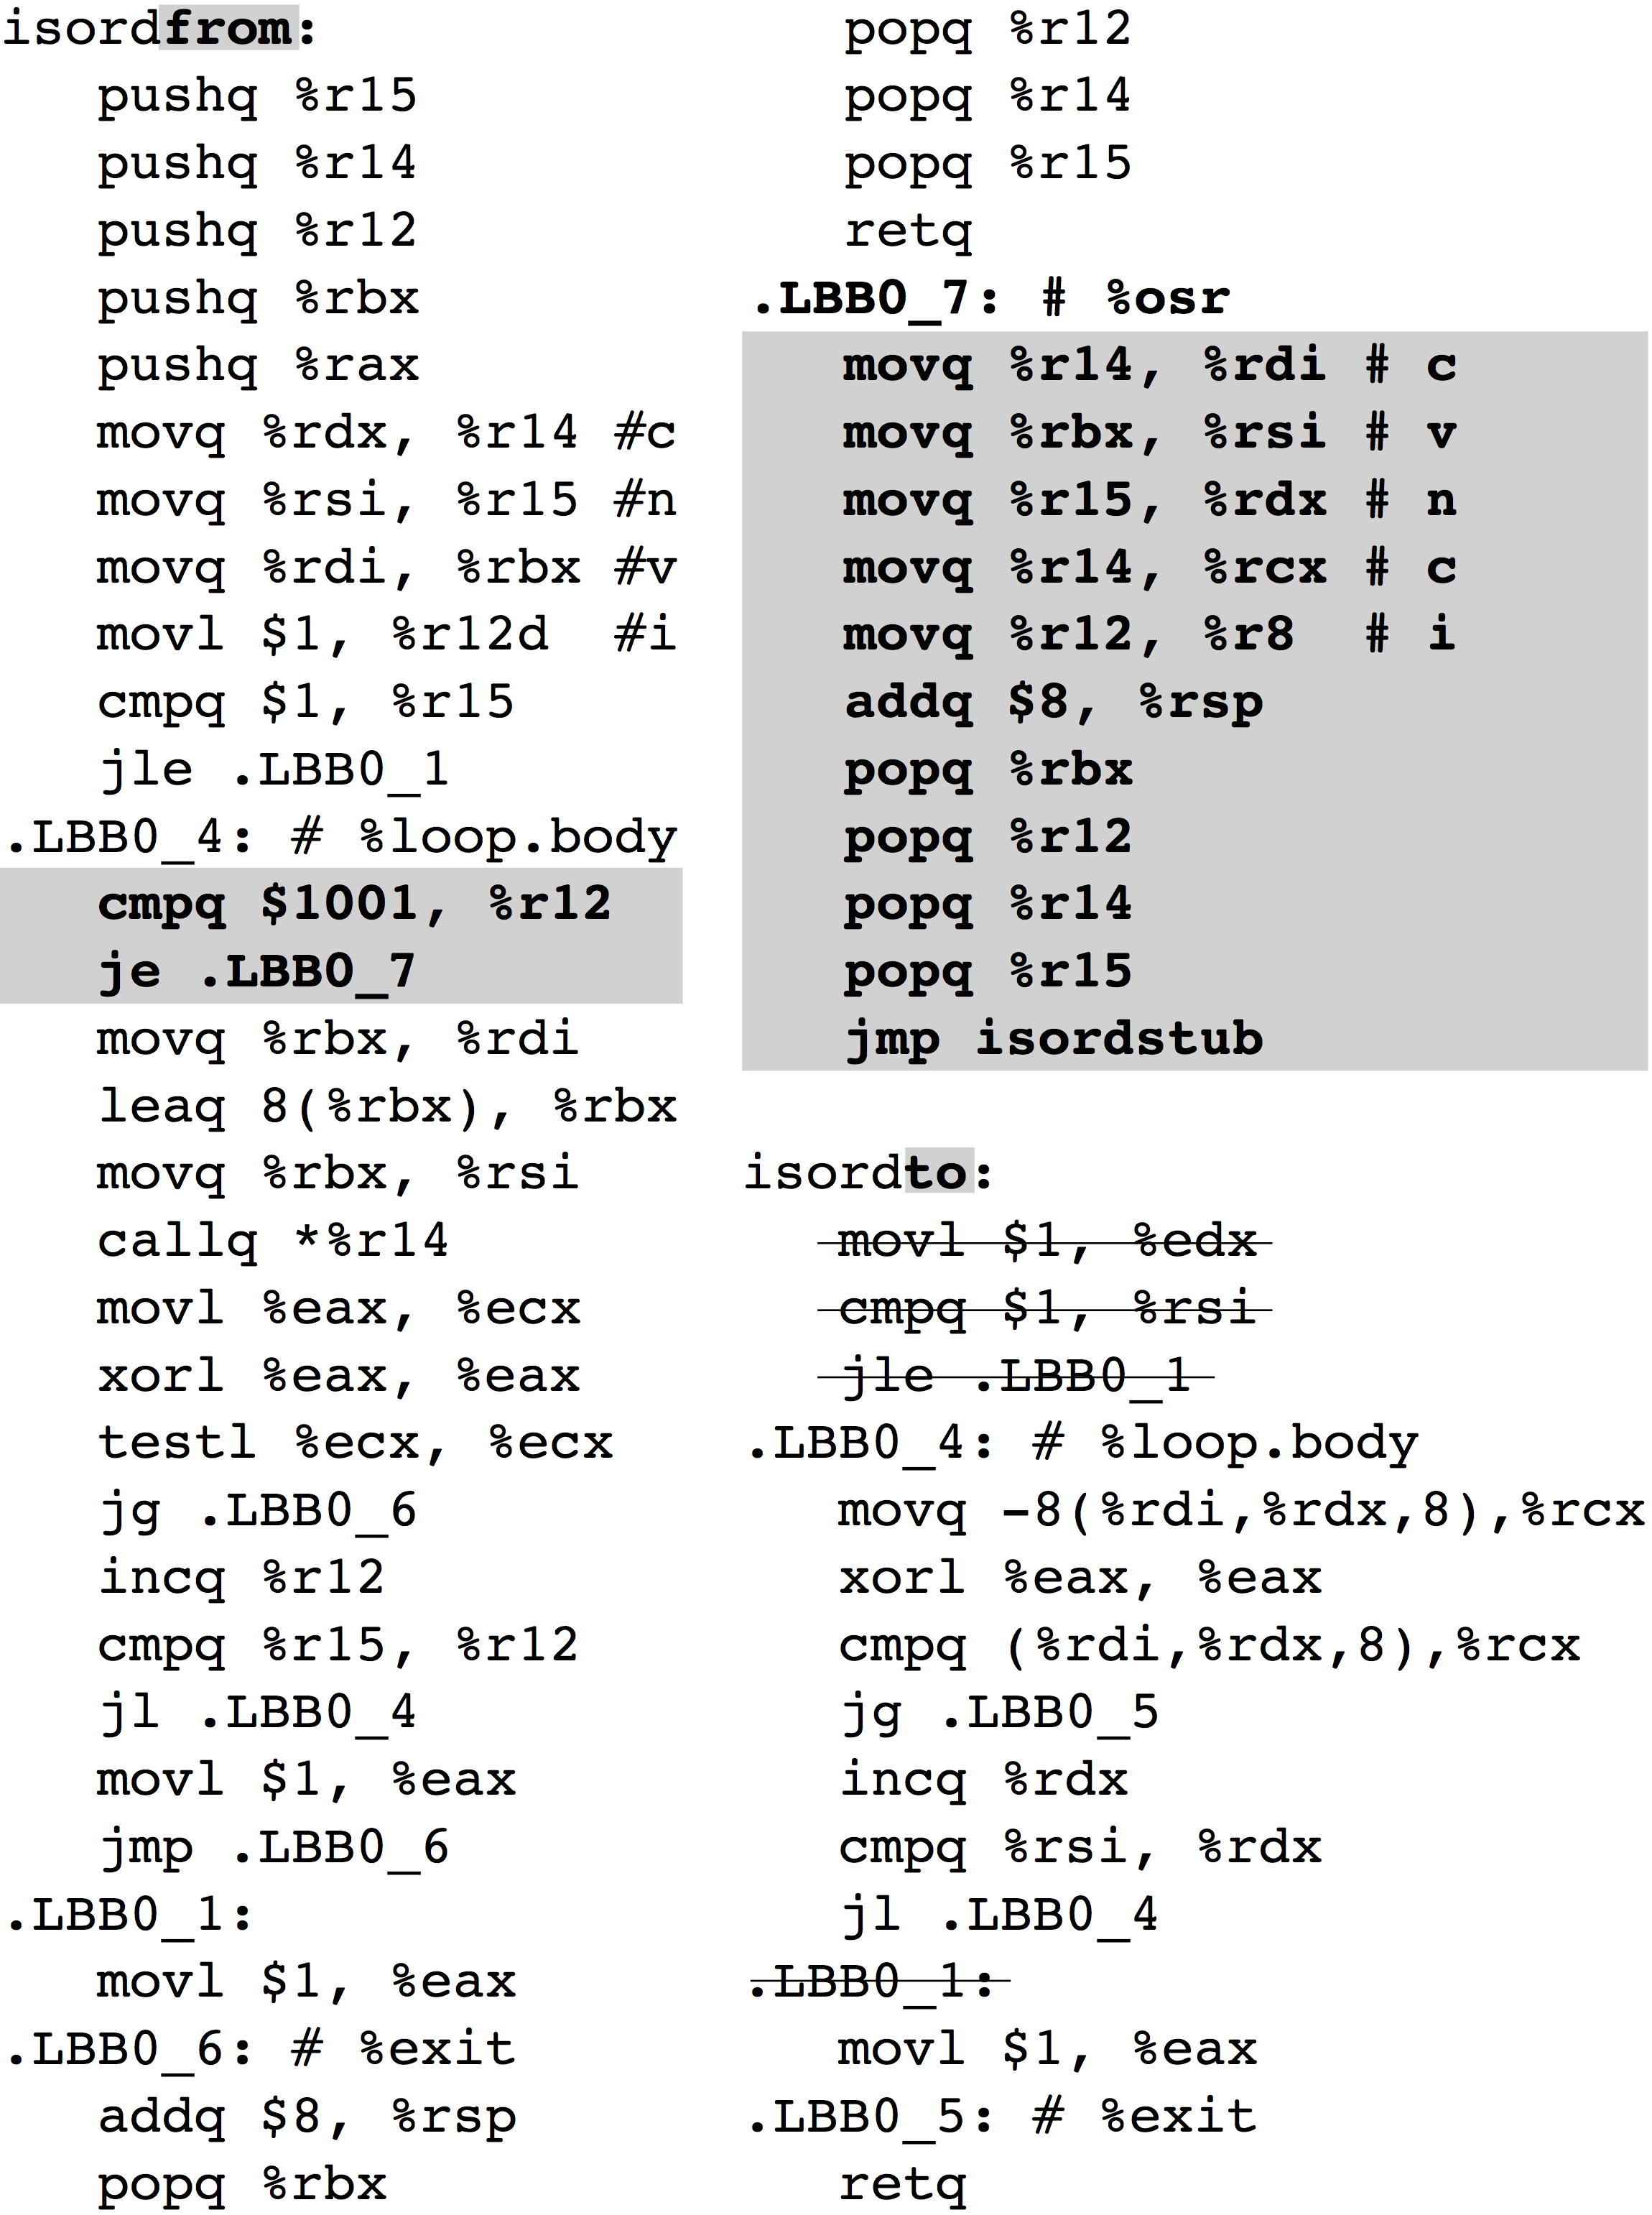 isordfrom:
pushq %r15
pushq %r14
pushq %r12
pushq %rbx
pushq %rax
movq %rdx, %r14 #c
movq %rsi, %r15 #n
movq %rdi, %rbx #v
movl $1, %r12d #i
cmpq $1, %r15
jle .LBB0_1
.LBB0_4: # %loop.body
cmpq $1001, %r12
je .LBB0_7
movq %rbx, %rdi
leaq 8(%rbx), %rbx
movq %rbx, %rsi
callq *%r14
movl %eax, %ecx
xorl %eax, %eax
testl %ecx, %ecx
jg .LBB0_6
incq %r12
cmpq %r15, %r12
jl .LBB0_4
movl $1, %eax
jmp .LBB0_6
.LBB0_1:
movl $1, %eax
.LBB0_6: # %exit
addq $8, %rsp
popq %rbx
popq %r12
popq %r14
popq %r15
retq
.LBB0_7: # %osr
movq %r14, %rdi # c
movq %rbx, %rsi # v
movq %r15, %rdx # n
movq %r14, %rcx # c
movq %r12, %r8 # i
addq $8, %rsp
popq %rbx
popq %r12
popq %r14
popq %r15
jmp isordstub
isordto:
movl $1, %edx
cmpq $1, %rsi
jle .LBB0_1
.LBB0_4: # %loop.body
movq -8(%rdi,%rdx,8),%rcx
xorl %eax, %eax
cmpq (%rdi,%rdx,8),%rcx
jg .LBB0_5
incq %rdx
cmpq %rsi, %rdx
jl .LBB0_4
.LBB0_1:
movl $1, %eax
.LBB0_5: # %exit
retq